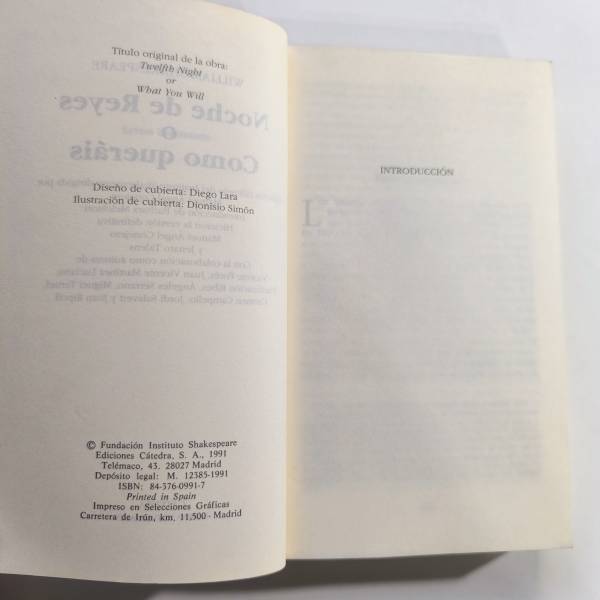 Título original de la obra:
Twelfth Night
or
What You Will
Diseño de cubierta: Diego Lara
Ilustración de cubierta: Dionisio Simón
© Fundación Instituto Shakespeare
Ediciones Cátedra, S. A., 1991
Telémaco, 43. 28027 Madrid
Depósito legal: M. 12385-1991
ISBN: 84-376-0991-7
Printed in Spain
Impreso en Selecciones Gráficas
Carretera de Irún, km. 11,500 - Madrid
INTRODUCCIÓN